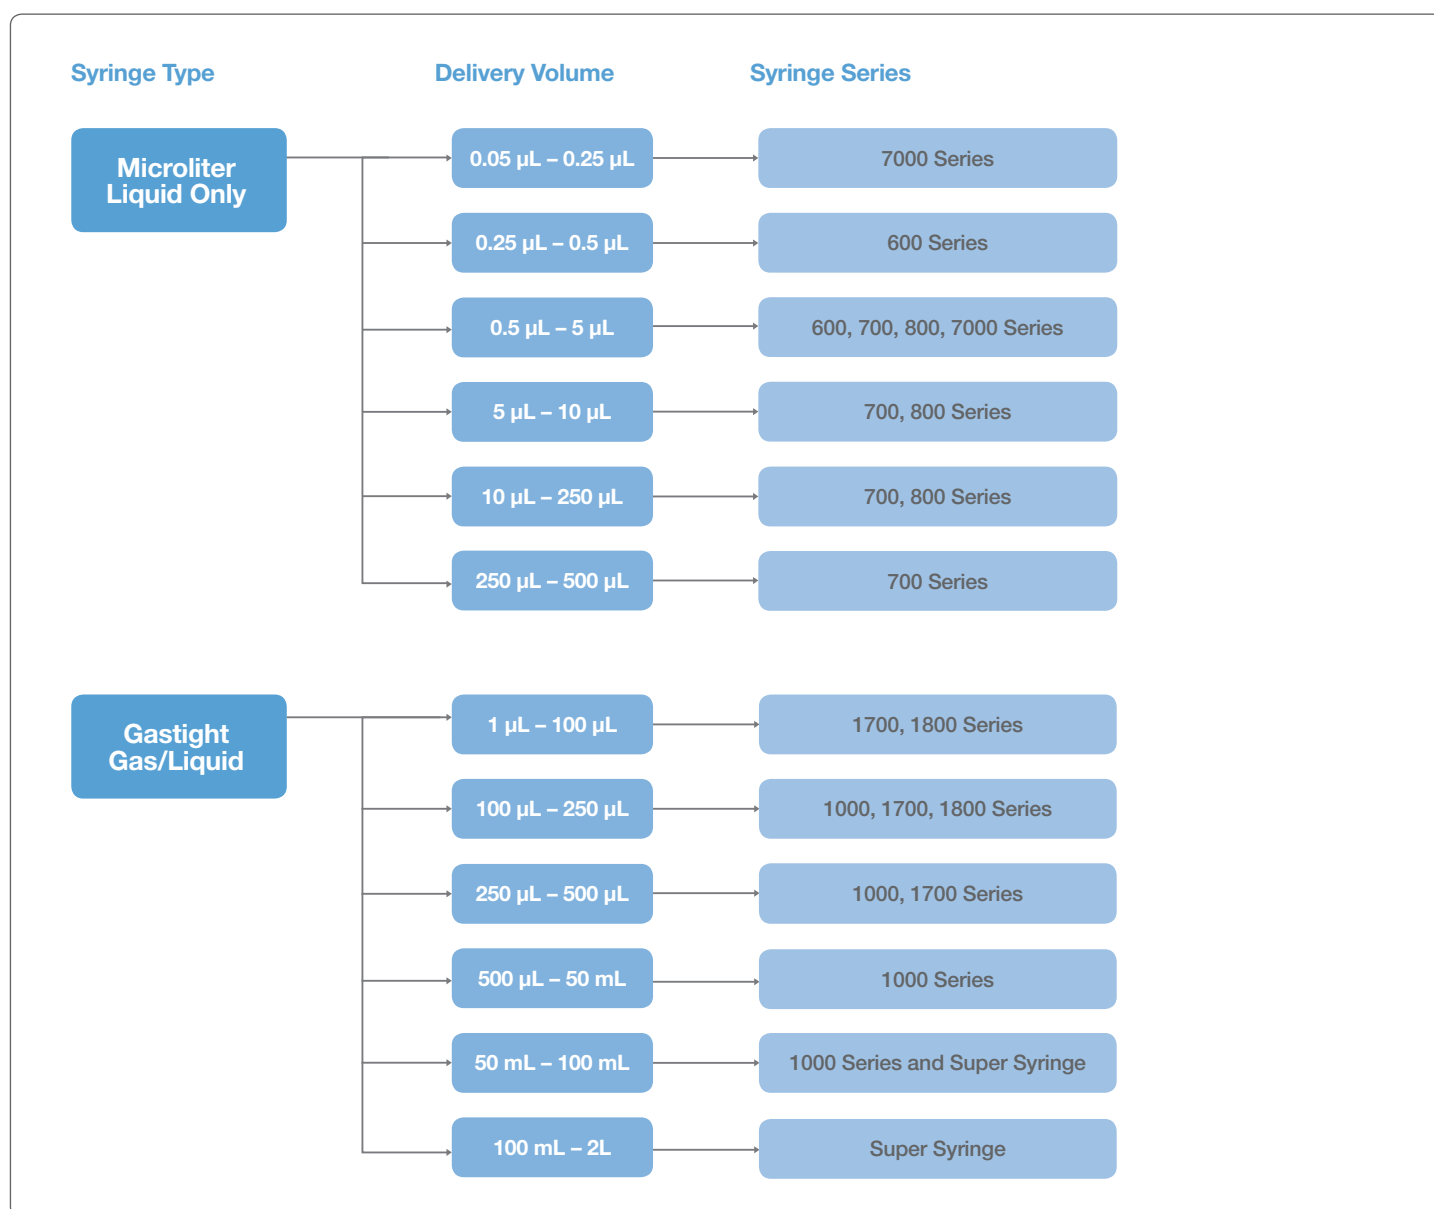 Syringe Type
Delivery Volume
Syringe Series
Microliter
Liquid Only
0.05 µL – 0.25 µL
7000 Series
0.25 µL – 0.5 µL
600 Series
0.5 µL – 5 µL
600, 700, 800, 7000 Series
5 µL – 10 µL
700, 800 Series
10 µL – 250 µL
700, 800 Series
250 µL – 500 µL
700 Series
Gastight
Gas/Liquid
1 µL – 100 µL
1700, 1800 Series
100 µL – 250 µL
1000, 1700, 1800 Series
250 µL – 500 µL
1000, 1700 Series
500 µL – 50 mL
1000 Series
50 mL – 100 mL
1000 Series and Super Syringe
100 mL – 2L
Super Syringe